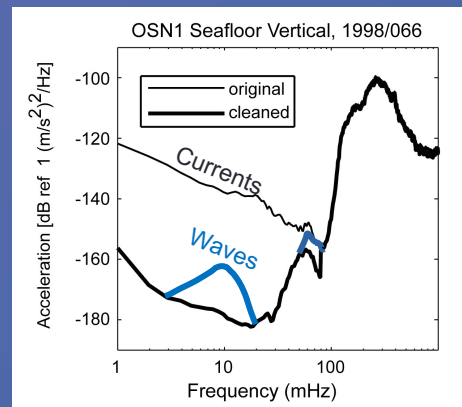 OSN1 Seafloor Vertical, 1998/066
original
cleaned
Currents
Waves
Acceleration [dB ref 1 (m/s²)²/Hz]
-100
-120
-140
-160
-180
1
10
100
Frequency (mHz)